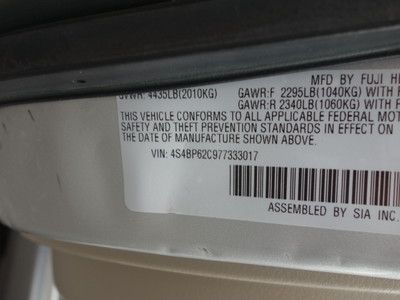 MFD BY FUJI HE
GVWR: 4435LB(2010KG) GAWR:F 2295LB(1040KG) WITH P
GAWR:R 2340LB(1060KG) WITH P
THIS VEHICLE CONFORMS TO ALL APPLICABLE FEDERAL MOT
SAFETY AND THEFT PREVENTION STANDARDS IN EFFECT ON
THE DATE OF MANUFACTURE SHOWN ABOVE.
VIN: 4S4BP62C977333017
ASSEMBLED BY SIA INC.